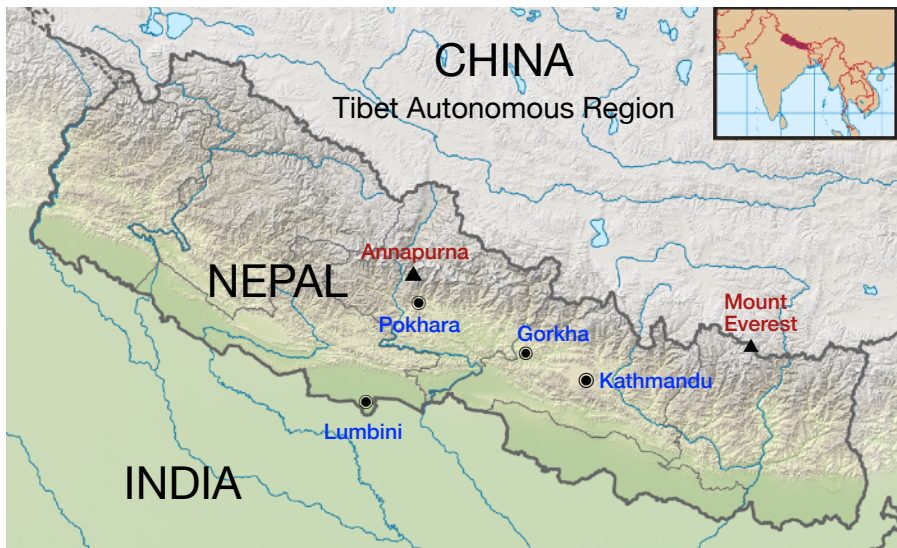 CHINA
Tibet Autonomous Region
Annapurna
NEPAL
Mount
Everest
Pokhara
Gorkha
Kathmandu
Lumbini
INDIA